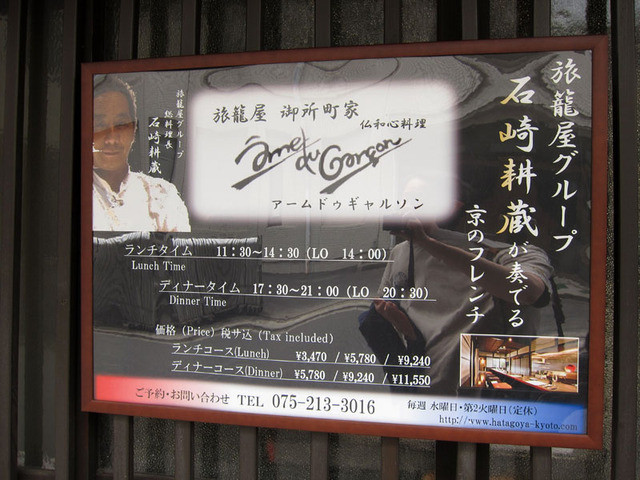 旅籠屋グループ
石崎耕蔵が奏でる
京のフレンチ
旅籠屋グループ
総料理長
石崎耕蔵
旅籠屋 御所町家
仏和心料理
âme du Garçon
アームドゥギャルソン
ランチタイム 11:30~14:30 (LO 14:00)
Lunch Time
ディナータイム 17:30~21:00 (LO 20:30)
Dinner Time
価格 (Price) 税サ込 (Tax included)
ランチコース(Lunch) ¥3,470 / ¥5,780 / ¥9,240
ディナーコース(Dinner) ¥5,780 / ¥9,240 / ¥11,550
ご予約・お問い合わせ TEL 075-213-3016
毎週 水曜日・第2火曜日(定休)
http://www.hatagoya-kyoto.com